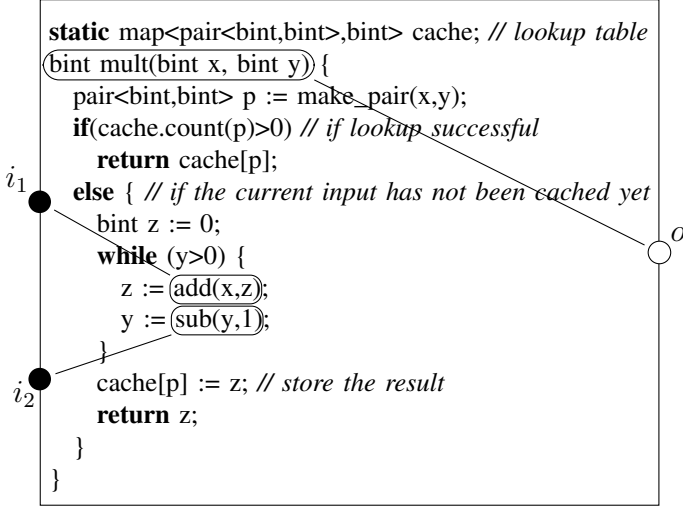 static map<pair<bint,bint>,bint> cache; // lookup table
bint mult(bint x, bint y) {
pair<bint,bint> p := make_pair(x,y);
if(cache.count(p)>0) // if lookup successful
return cache[p];
i1
else { // if the current input has not been cached yet
bint z := 0;
o
while (y>0) {
z := add(x,z);
y := sub(y,1);
}
i2
cache[p] := z; // store the result
return z;
}
}